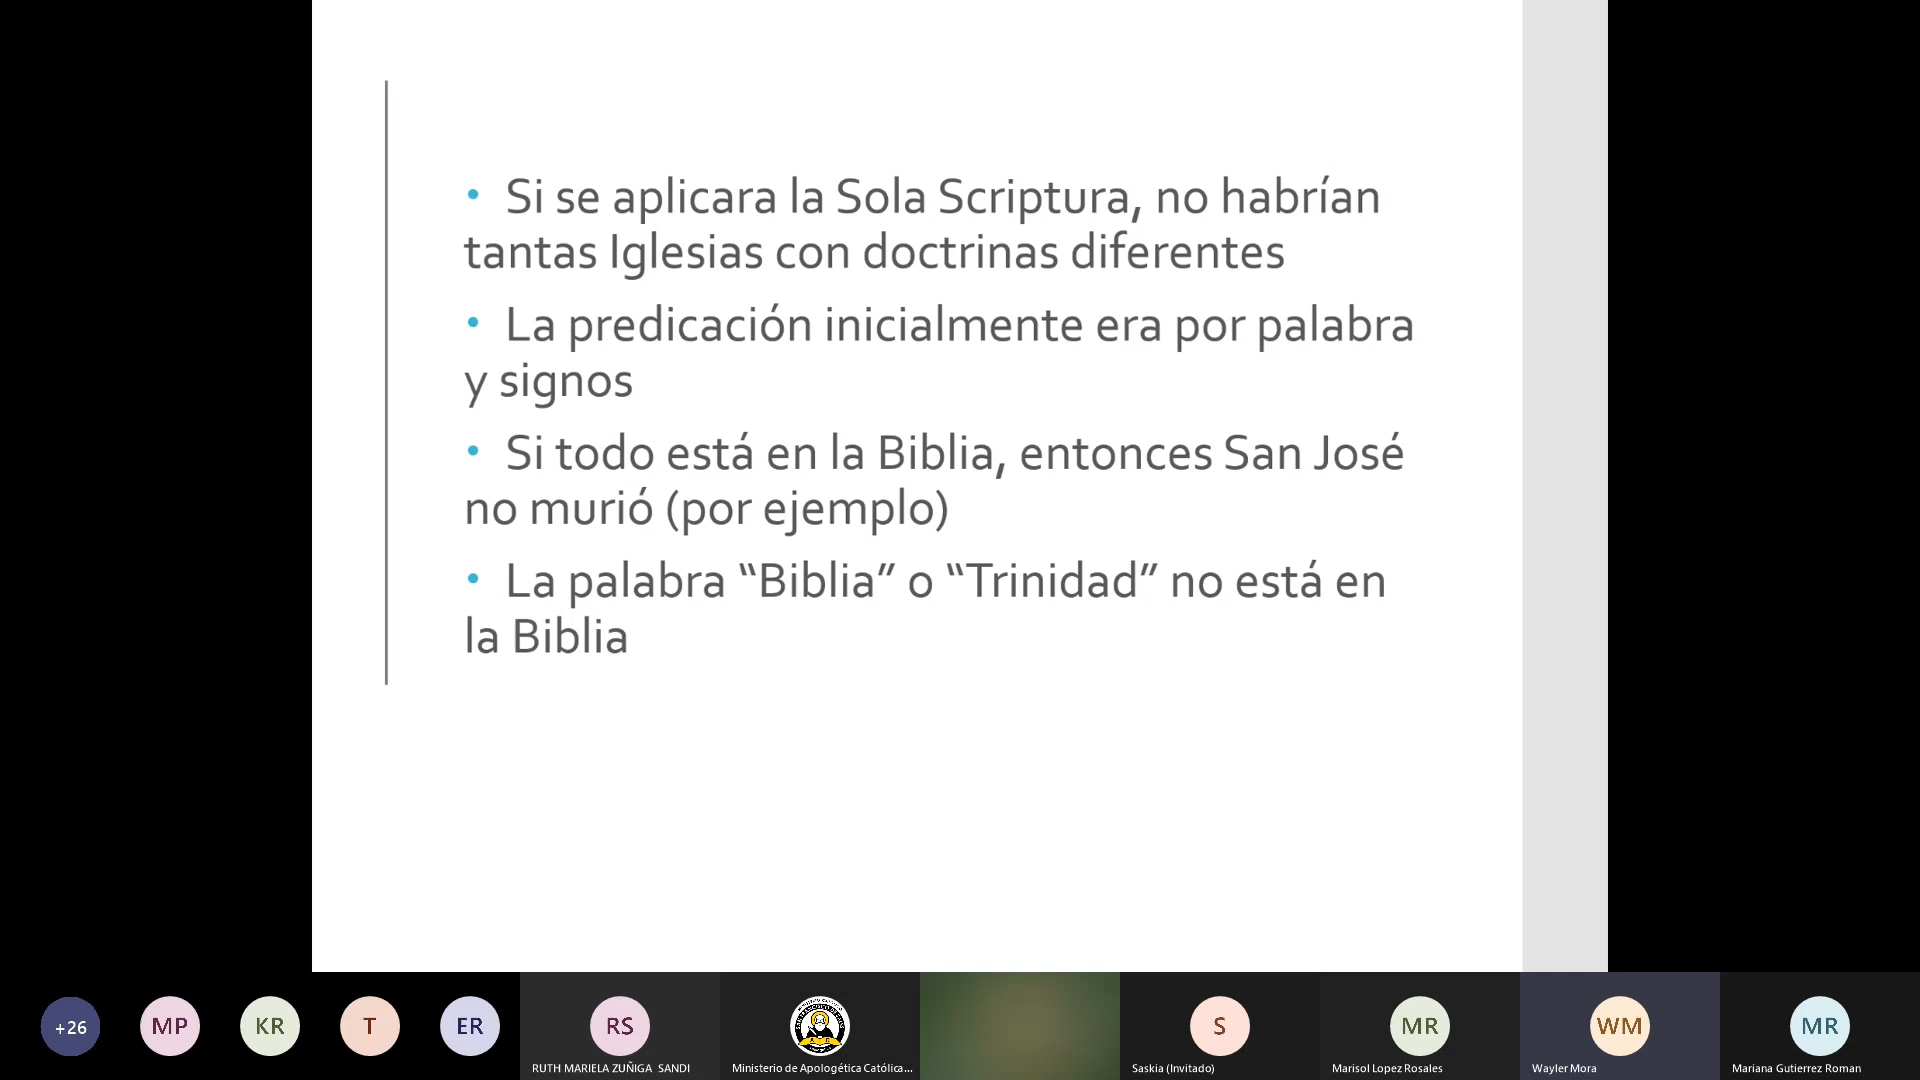 • Si se aplicara la Sola Scriptura, no habrían
tantas Iglesias con doctrinas diferentes
• La predicación inicialmente era por palabra
y signos
• Si todo está en la Biblia, entonces San José
no murió (por ejemplo)
• La palabra “Biblia” o “Trinidad” no está en
la Biblia
+26 MP KR T ER RS S MR WM MR
RUTH MARIELA ZUÑIGA SANDI Ministerio de Apologética Católica... Saskia (Invitado) Marisol Lopez Rosales Wayler Mora Mariana Gutierrez Roman